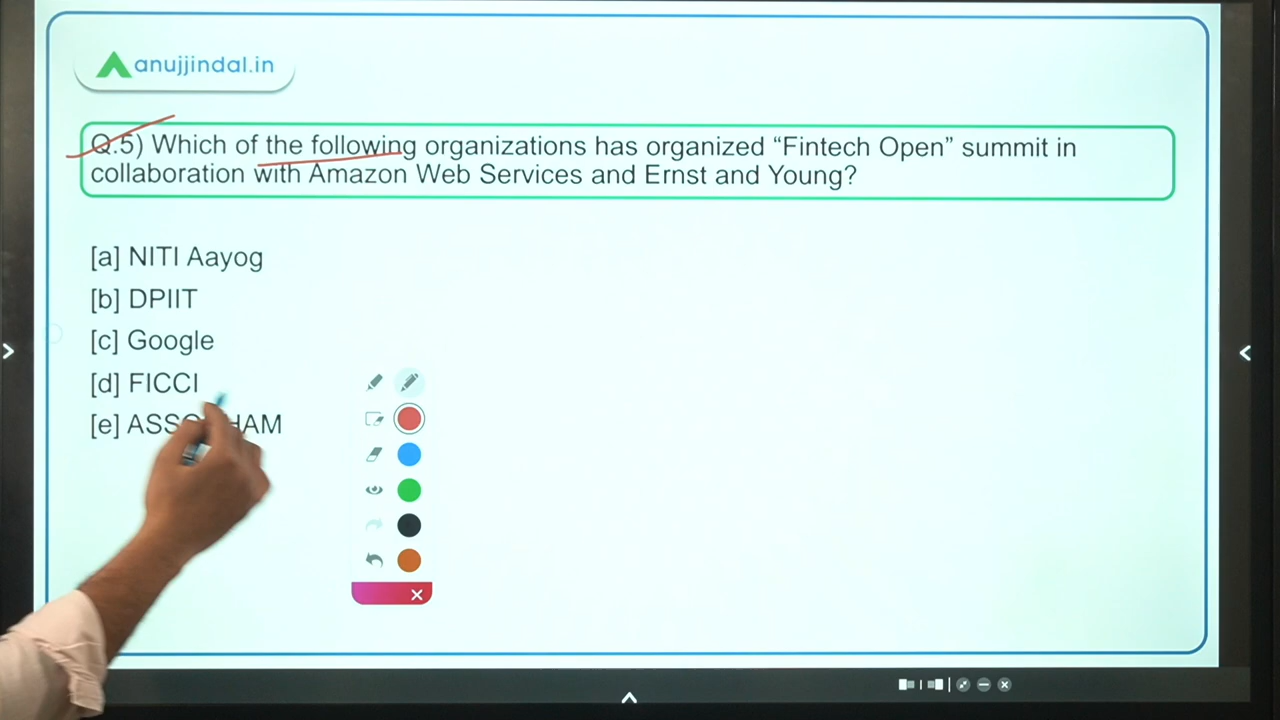 anujjindal.in
Q.5) Which of the following organizations has organized “Fintech Open” summit in
collaboration with Amazon Web Services and Ernst and Young?
[a] NITI Aayog
[b] DPIIT
[c] Google
[d] FICCI
[e]